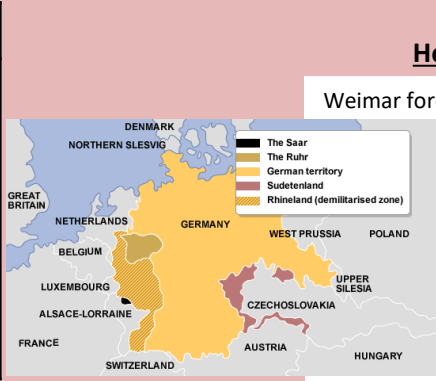 He
Weimar for
DENMARK
NORTHERN SLESVIG
The Saar
The Ruhr
German territory
Sudetenland
Rhineland (demilitarised zone)
GREAT
BRITAIN
NETHERLANDS
GERMANY
WEST PRUSSIA
POLAND
BELGIUM
LUXEMBOURG
UPPER
SILESIA
CZECHOSLOVAKIA
ALSACE-LORRAINE
FRANCE
AUSTRIA
HUNGARY
SWITZERLAND